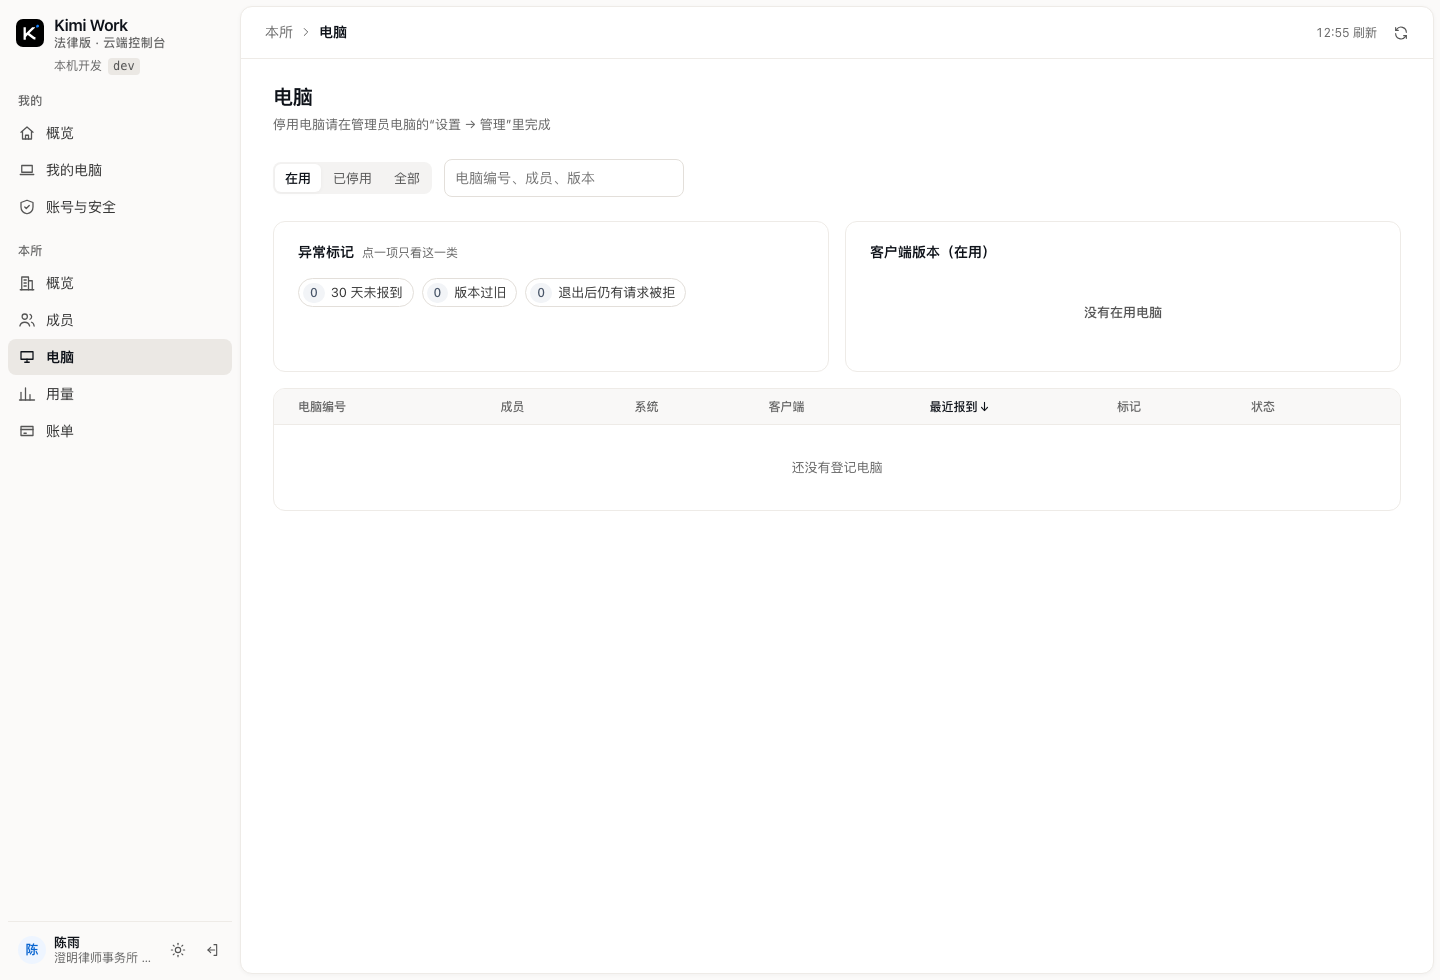 Kimi Work
法律版 · 云端控制台
本机开发 dev
我的
概览
我的电脑
账号与安全
本所
概览
成员
电脑
用量
账单
陈
陈雨
澄明律师事务所 ...
本所 > 电脑
12:55 刷新
电脑
停用电脑请在管理员电脑的“设置 → 管理”里完成
在用 已停用 全部
电脑编号、成员、版本
异常标记 点一项只看这一类
0 30 天未报到
0 版本过旧
0 退出后仍有请求被拒
客户端版本（在用）
没有在用电脑
电脑编号 成员 系统 客户端 最近报到↓ 标记 状态
还没有登记电脑